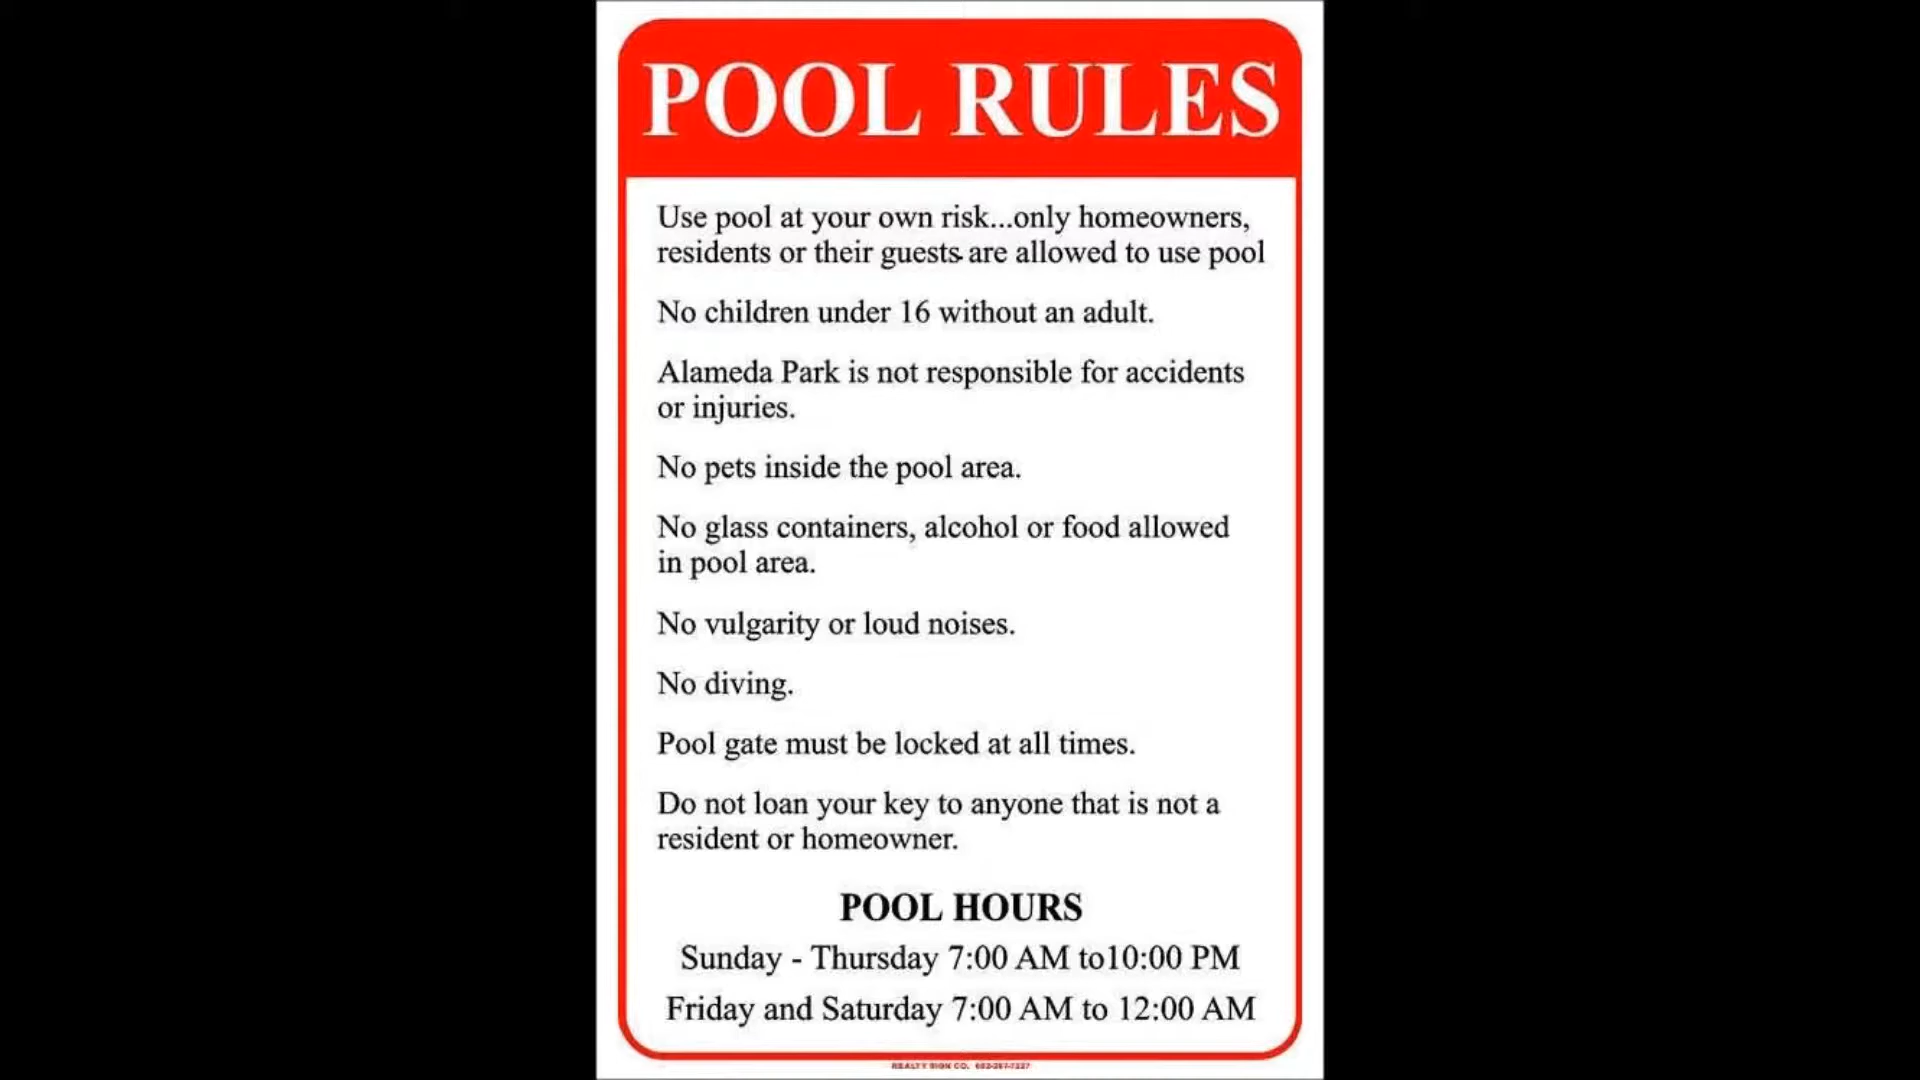 POOL RULES
Use pool at your own risk...only homeowners,
residents or their guests are allowed to use pool
No children under 16 without an adult.
Alameda Park is not responsible for accidents
or injuries.
No pets inside the pool area.
No glass containers, alcohol or food allowed
in pool area.
No vulgarity or loud noises.
No diving.
Pool gate must be locked at all times.
Do not loan your key to anyone that is not a
resident or homeowner.
POOL HOURS
Sunday - Thursday 7:00 AM to10:00 PM
Friday and Saturday 7:00 AM to 12:00 AM
REALTY SIGN CO.